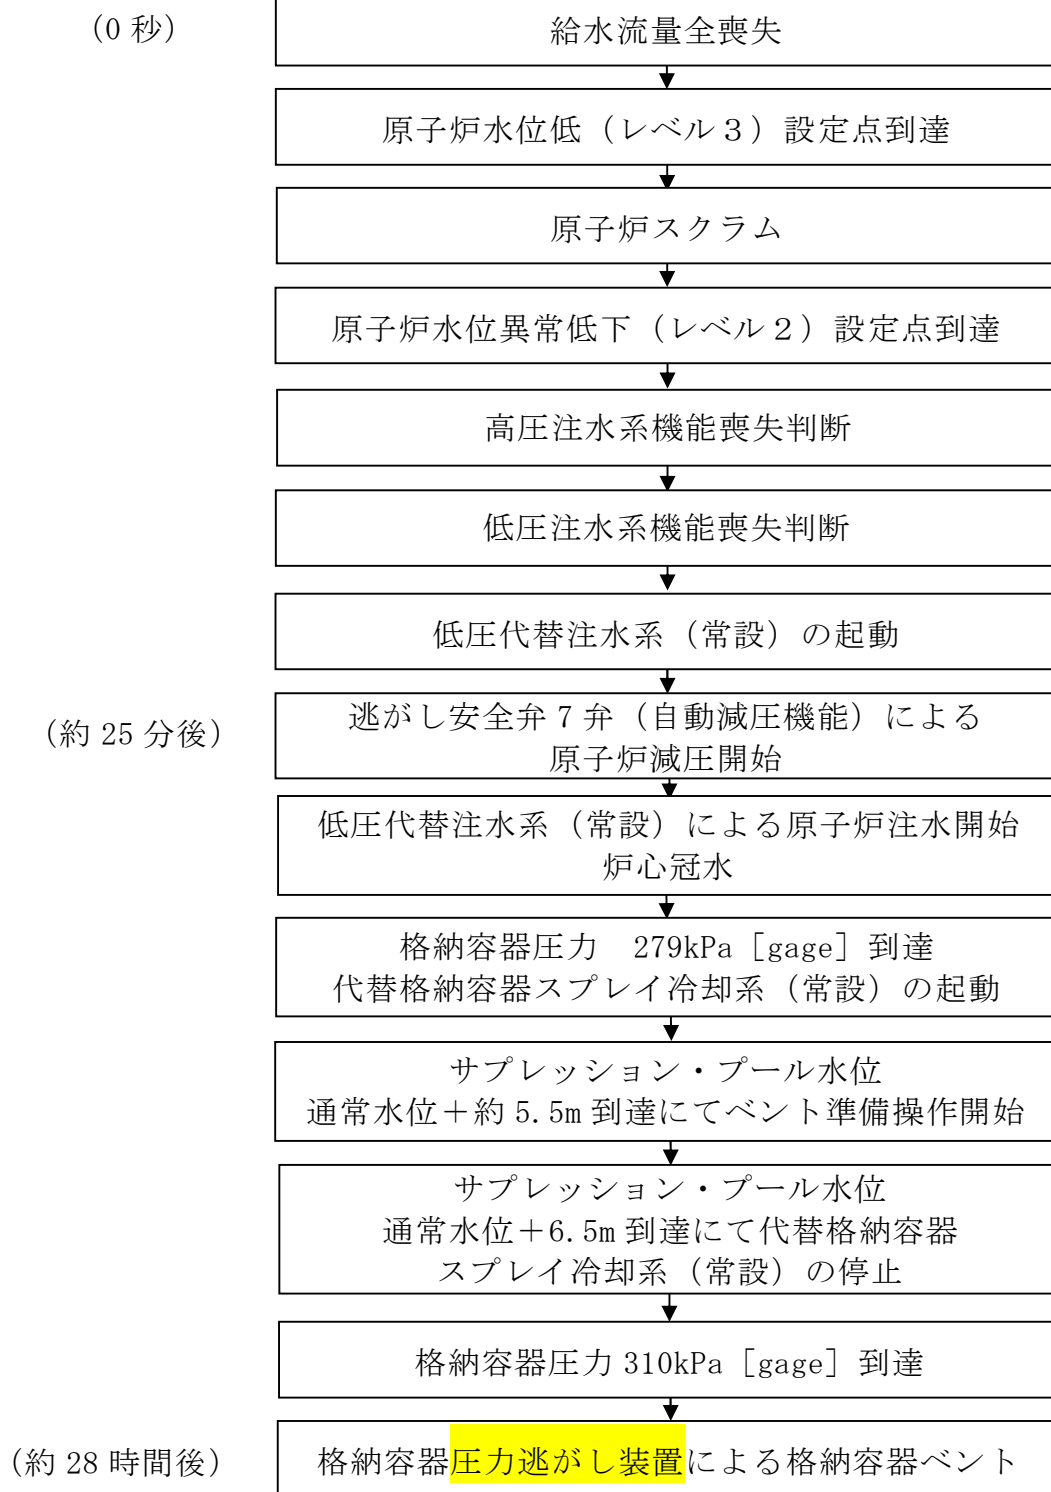 (0 秒)
給水流量全喪失
原子炉水位低（レベル３）設定点到達
原子炉スクラム
原子炉水位異常低下（レベル２）設定点到達
高圧注水系機能喪失判断
低圧注水系機能喪失判断
低圧代替注水系（常設）の起動
(約 25 分後)
逃がし安全弁 7 弁（自動減圧機能）による
原子炉減圧開始
低圧代替注水系（常設）による原子炉注水開始
炉心冠水
格納容器圧力　279kPa［gage］到達
代替格納容器スプレイ冷却系（常設）の起動
サプレッション・プール水位
通常水位＋約 5.5m 到達にてベント準備操作開始
サプレッション・プール水位
通常水位＋6.5m 到達にて代替格納容器
スプレイ冷却系（常設）の停止
格納容器圧力 310kPa［gage］到達
(約 28 時間後)
格納容器圧力逃がし装置による格納容器ベント